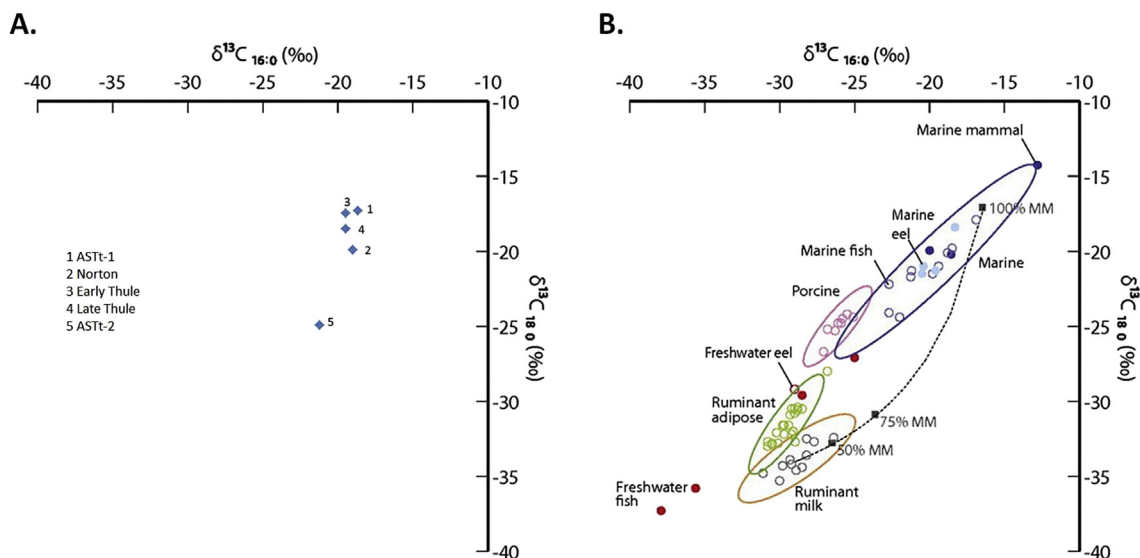 A.
δ¹³C 16:0 (‰)
-40 -35 -30 -25 -20 -15 -10
-10
-15
-20
-25
-30
-35
-40
δ¹³C 18 0 (‰)
3
1
4
2
5
1 ASTt-1
2 Norton
3 Early Thule
4 Late Thule
5 ASTt-2
B.
δ¹³C 16:0 (‰)
-40 -35 -30 -25 -20 -15 -10
-10
-15
-20
-25
-30
-35
-40
δ¹³C 18 0 (‰)
Marine mammal
100% MM
Marine
eel
Marine fish
Marine
Porcine
Freshwater eel
Ruminant
adipose
75% MM
50% MM
Freshwater
fish
Ruminant
milk